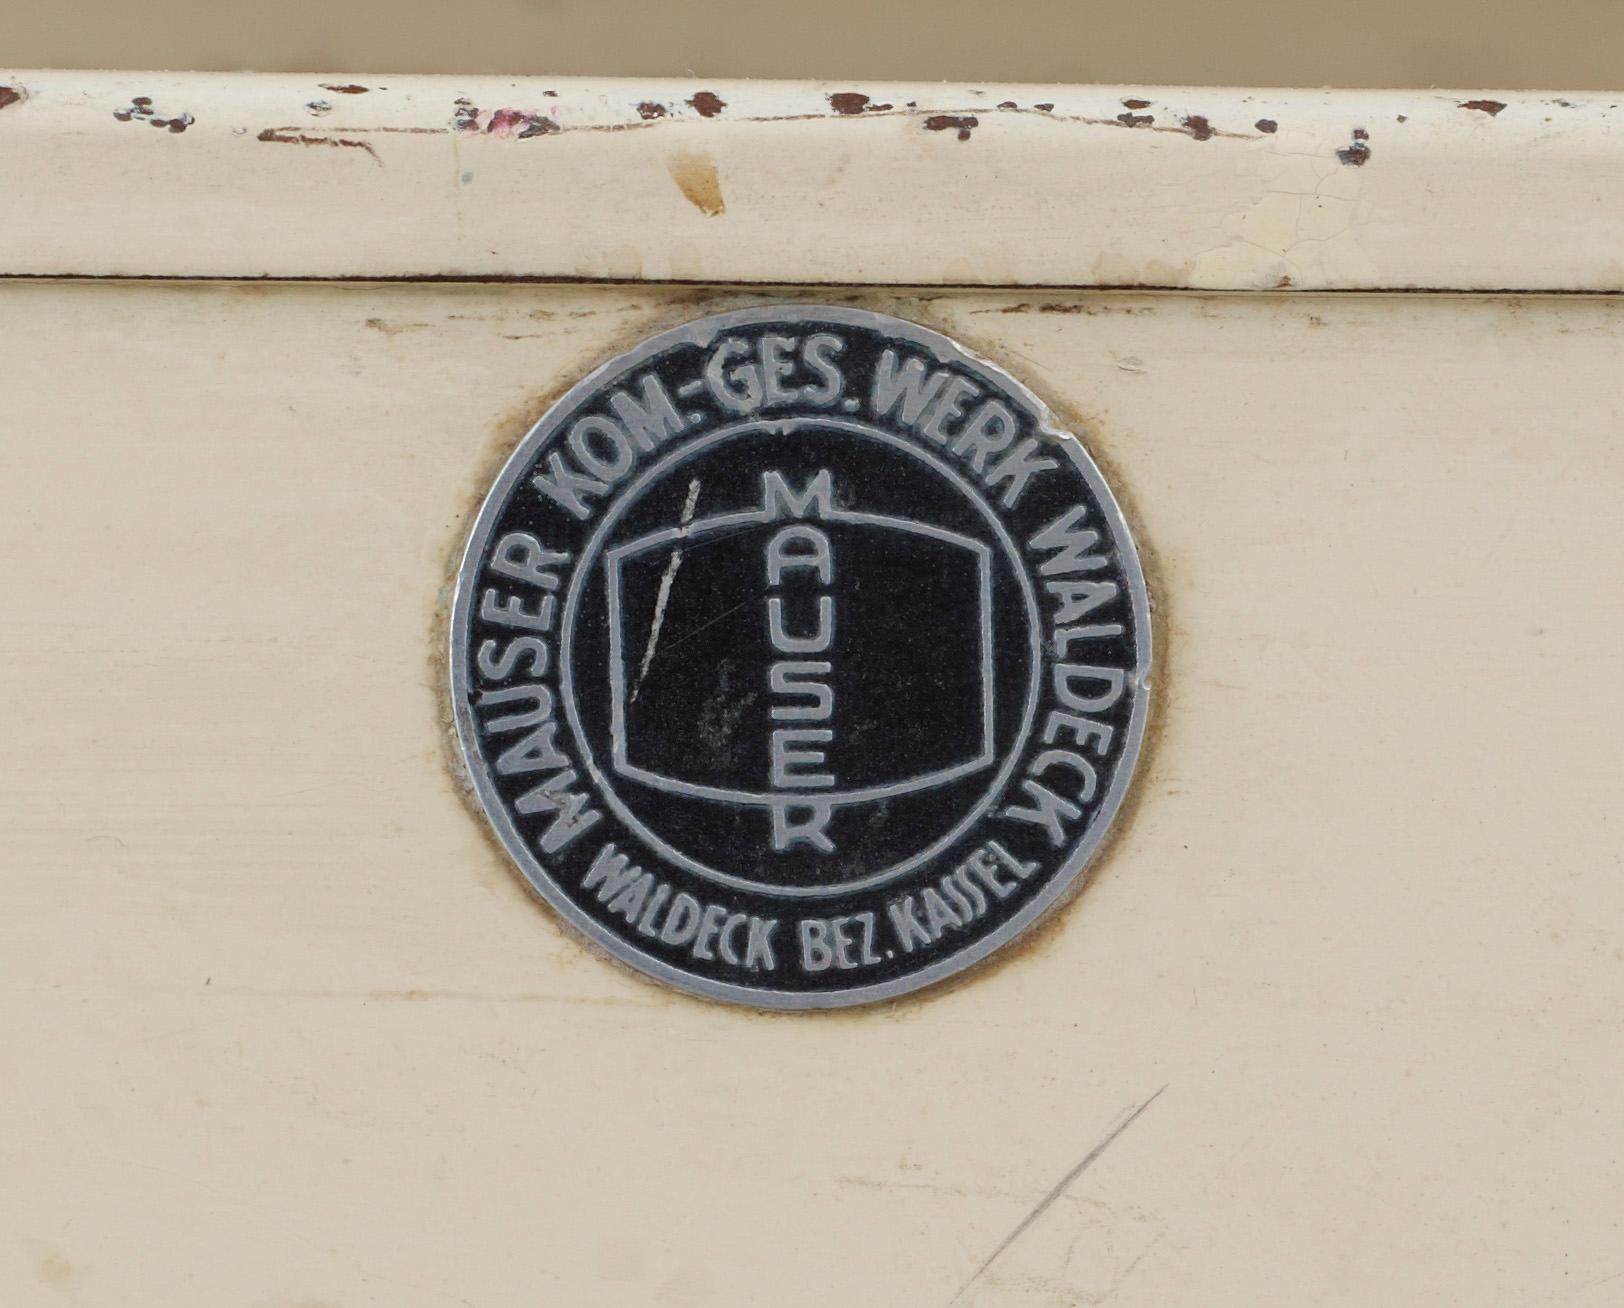 MAUSER KOM.-GES. WERK WALDECK
MAUSER
WALDECK BEZ. KASSEL